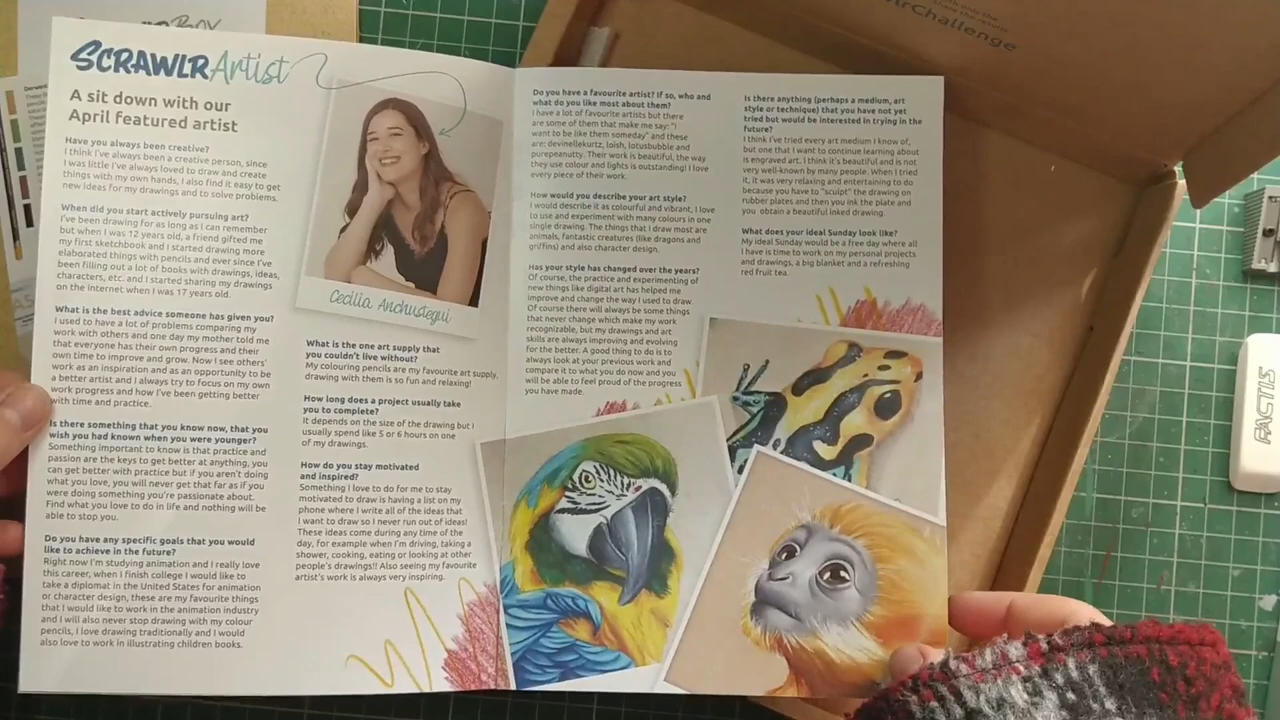 SCRAWLR Artist
A sit down with our
April featured artist
Have you always been creative?
I think I've always been a creative person, since
I was little I've always loved to draw and create
things with my own hands, I also find it easy to get
new ideas for my drawings and to solve problems.
When did you start actively pursuing art?
I've been drawing for as long as I can remember
but when I was 12 years old, a friend gifted me
my first sketchbook and I started drawing more
elaborated things with pencils and ever since I've
been filling out a lot of books with drawings, ideas,
characters, etc. and I started sharing my drawings
on the internet when I was 17 years old.
What is the best advice someone has given you?
I used to have a lot of problems comparing my
work with others and one day my mother told me
that everyone has their own progress and their
own time to improve and grow. Now I see others'
work as an inspiration and as an opportunity to be
a better artist and I always try to focus on my own
work progress and how I've been getting better
with time and practice.
Is there something that you know now, that you
wish you had known when you were younger?
Something important to know is that practice and
passion are the keys to get better at anything, you
can get better with practice but if you aren't doing
what you love, you will never get that far as if you
were doing something you're passionate about.
Find what you love to do in life and nothing will be
able to stop you.
Do you have any specific goals that you would
like to achieve in the future?
Right now I'm studying animation and I really love
this career, when I finish college I would like to
take a diplomat in the United States for animation
or character design, these are my favourite things
that I would like to work in the animation industry
and I will also never stop drawing with my colour
pencils, I love drawing traditionally and I would
also love to work in illustrating children books.
Cecilia Anchustegui
What is the one art supply that
you couldn't live without?
My colouring pencils are my favourite art supply,
drawing with them is so fun and relaxing!
How long does a project usually take
you to complete?
It depends on the size of the drawing but I
usually spend like 5 or 6 hours on one
of my drawings.
How do you stay motivated
and inspired?
Something I love to do for me to stay
motivated to draw is having a list on my
phone where I write all of the ideas that
I want to draw so I never run out of ideas!
These ideas come during any time of the
day, for example when I'm driving, taking a
shower, cooking, eating or looking at other
people's drawings!! Also seeing my favourite
artist's work is always very inspiring.
Do you have a favourite artist? If so, who and
what do you like most about them?
I have a lot of favourite artists but there
are some of them that make me say: "I
want to be like them someday" and these
are: devinellekurtz, loish, lotusbubble and
purepeanutty. Their work is beautiful, the way
they use colour and lights is outstanding! I love
every piece of their work.
How would you describe your art style?
I would describe it as colourful and vibrant, I love
to use and experiment with many colours in one
single drawing. The things that I draw most are
animals, fantastic creatures (like dragons and
griffins) and also character design.
Has your style has changed over the years?
Of course, the practice and experimenting of
new things like digital art has helped me
improve and change the way I used to draw.
Of course there will always be some things
that never change which make my work
recognizable, but my drawings and art
skills are always improving and evolving
for the better. A good thing to do is to
always look at your previous work and
compare it to what you do now and you
will be able to feel proud of the progress
you have made.
Is there anything (perhaps a medium, art
style or technique) that you have not yet
tried but would be interested in trying in the
future?
I think I've tried every art medium I know of,
but one that I want to continue learning about
is engraved art. I think it's beautiful and is not
very well-known by many people. When I tried
it, it was very relaxing and entertaining to do
because you have to "sculpt" the drawing on
rubber plates and then you ink the plate and
you obtain a beautiful inked drawing.
What does your ideal Sunday look like?
My ideal Sunday would be a free day where all
I have is time to work on my personal projects
and drawings, a big blanket and a refreshing
red fruit tea.
Challenge
FACTIS